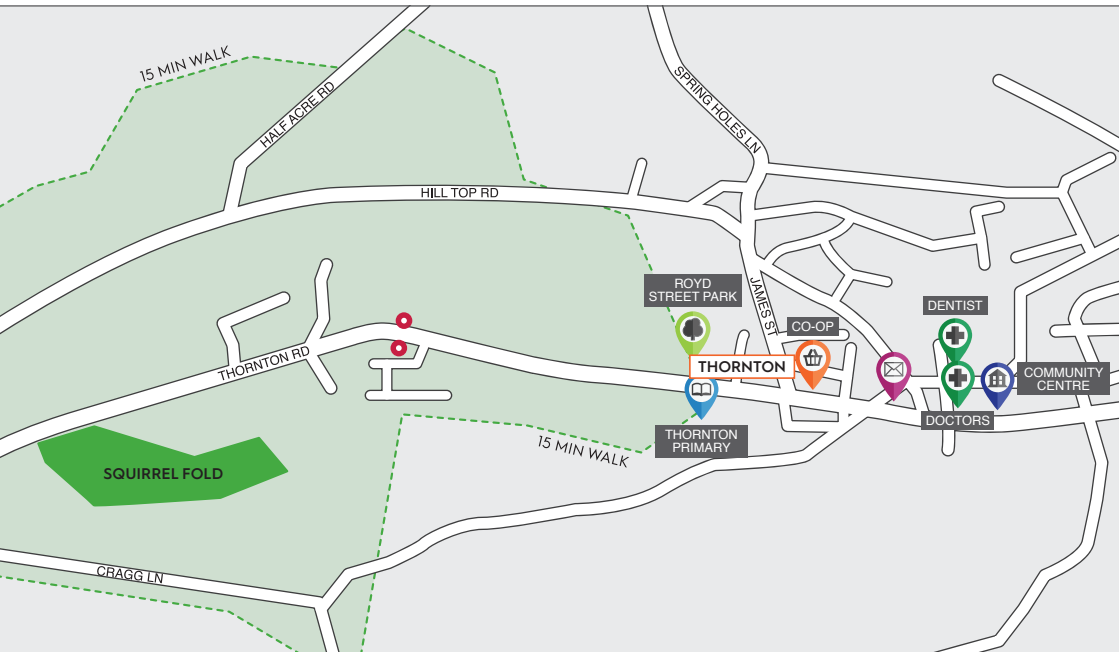 15 MIN WALK
HALF ACRE RD
SPRING HOLES LN
HILL TOP RD
ROYD
STREET PARK
JAMES ST
DENTIST
CO-OP
THORNTON RD
THORNTON
COMMUNITY
CENTRE
DOCTORS
THORNTON
PRIMARY
15 MIN WALK
SQUIRREL FOLD
CRAGG LN